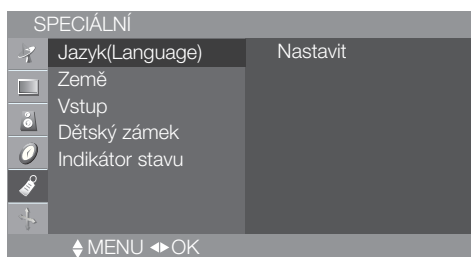 SPECIÁLNÍ
Jazyk(Language) Nastavit
Země
Vstup
Dětský zámek
Indikátor stavu
MENU OK